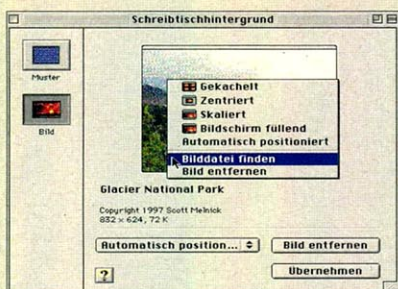 Schreibtischhintergrund
Muster
Bild
Gekachelt
Zentriert
Skaliert
Bildschirm füllend
Automatisch positioniert
Bilddatei finden
Bild entfernen
Glacier National Park
Copyright 1997 Scott Melnick
832 x 624, 72 K
Automatisch position...
Bild entfernen
?
Übernehmen